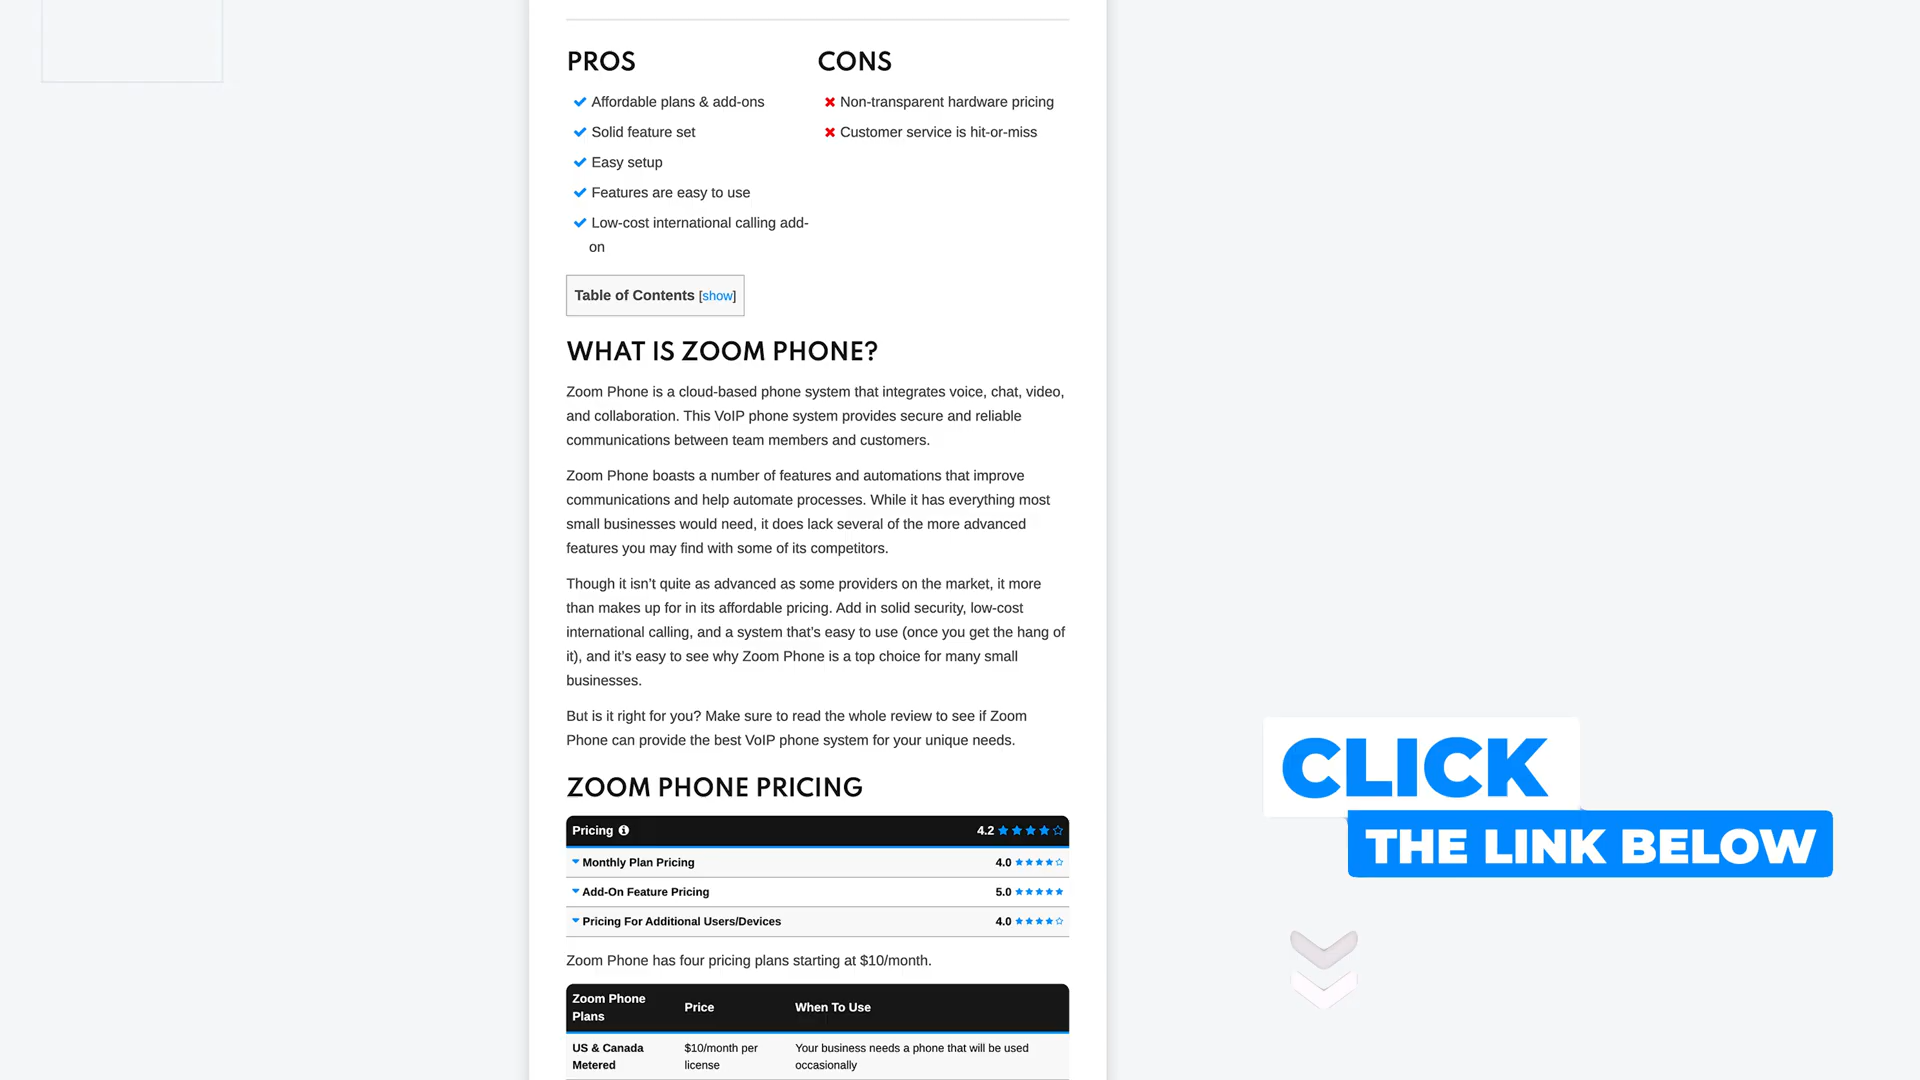 PROS
Affordable plans & add-ons
Solid feature set
Easy setup
Features are easy to use
Low-cost international calling add-
on
CONS
Non-transparent hardware pricing
Customer service is hit-or-miss
Table of Contents [show]
WHAT IS ZOOM PHONE?
Zoom Phone is a cloud-based phone system that integrates voice, chat, video,
and collaboration. This VoIP phone system provides secure and reliable
communications between team members and customers.
Zoom Phone boasts a number of features and automations that improve
communications and help automate processes. While it has everything most
small businesses would need, it does lack several of the more advanced
features you may find with some of its competitors.
Though it isn't quite as advanced as some providers on the market, it more
than makes up for in its affordable pricing. Add in solid security, low-cost
international calling, and a system that's easy to use (once you get the hang of
it), and it's easy to see why Zoom Phone is a top choice for many small
businesses.
But is it right for you? Make sure to read the whole review to see if Zoom
Phone can provide the best VoIP phone system for your unique needs.
ZOOM PHONE PRICING
Pricing 4.2
Monthly Plan Pricing 4.0
Add-On Feature Pricing 5.0
Pricing For Additional Users/Devices 4.0
Zoom Phone has four pricing plans starting at $10/month.
Zoom Phone
Plans
Price
When To Use
US & Canada
Metered
$10/month per
license
Your business needs a phone that will be used
occasionally
CLICK
THE LINK BELOW